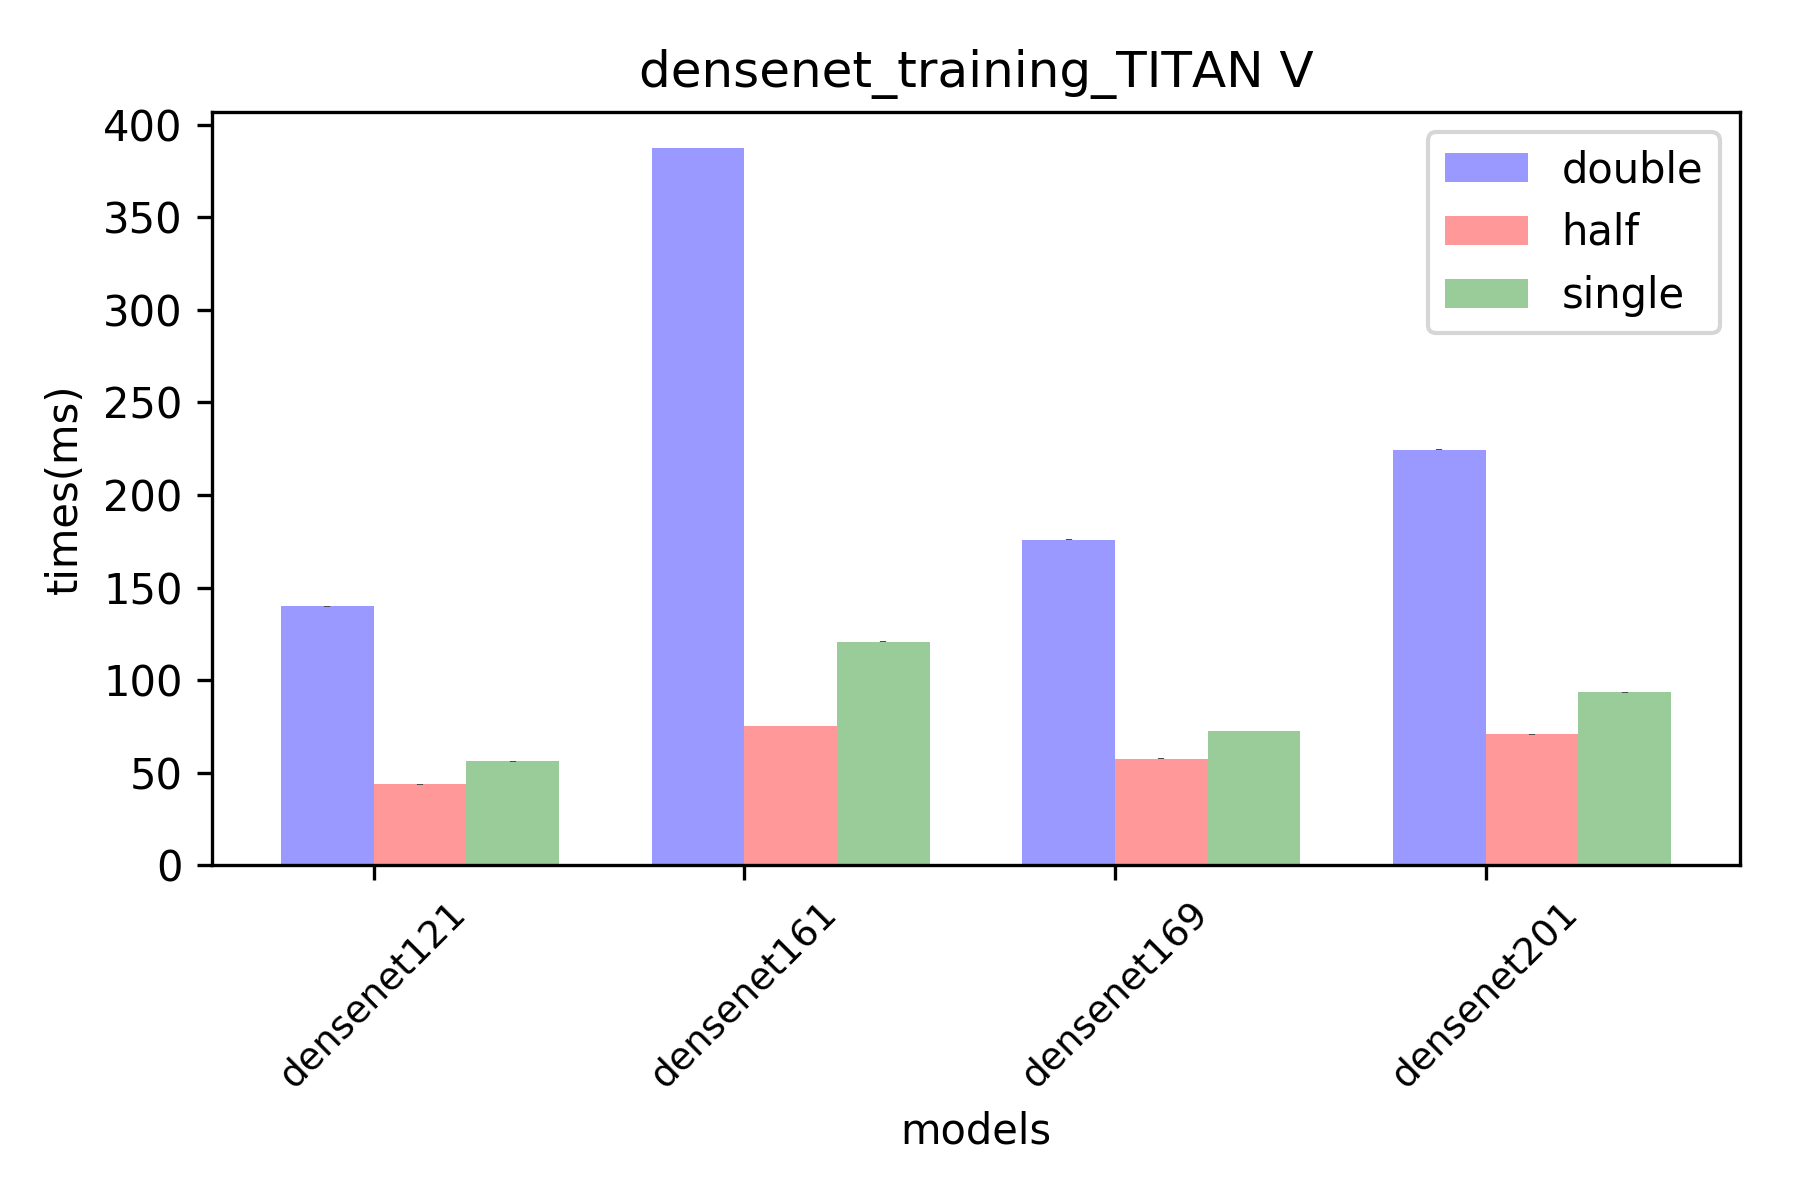 densenet_training_TITAN V
400
350
300
250
200
150
100
50
0
times(ms)
double
half
single
densenet121
densenet161
densenet169
densenet201
models